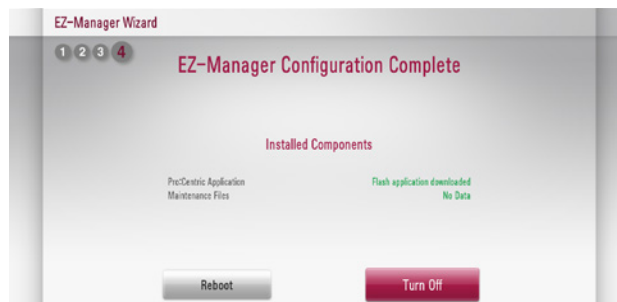 EZ-Manager Wizard
1 2 3 4
EZ-Manager Configuration Complete
Installed Components
Pro:Centric Application Flash application downloaded
Maintenance Files No Data
Reboot Turn Off